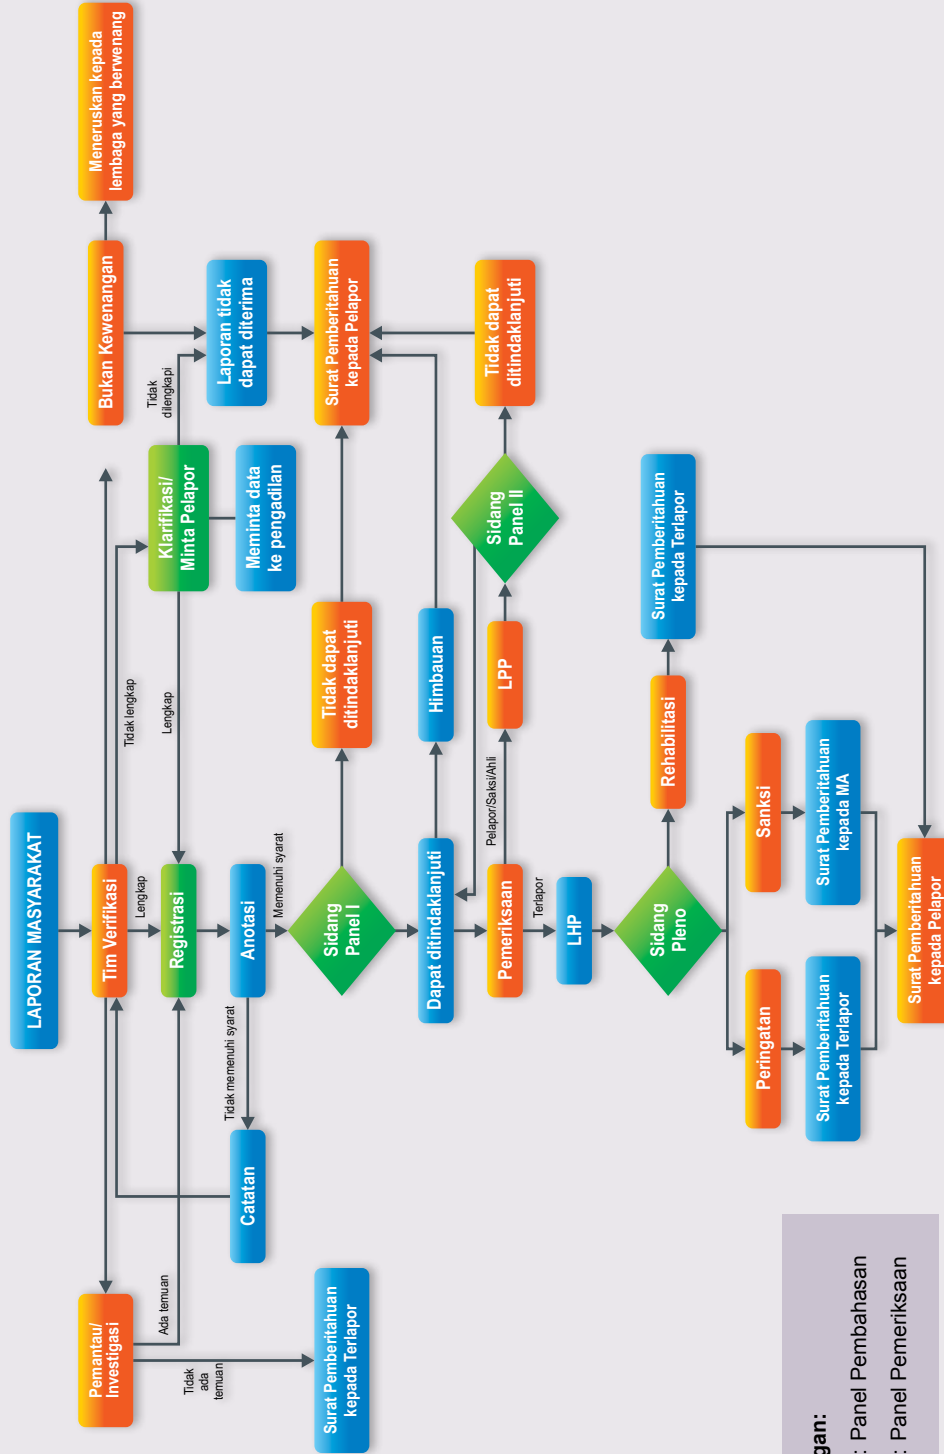 LAPORAN MASYARAKAT
Pemantau/
Investigasi
Tim Verifikasi
Bukan Kewenangan
Meneruskan kepada
lembaga yang berwenang
Tidak lengkap
Lengkap
Ada temuan
Tidak
ada
temuan
Registrasi
Lengkap
Klarifikasi/
Minta Pelapor
Tidak
dilengkapi
Laporan tidak
dapat diterima
Meminta data
ke pengadilan
Catatan
Tidak memenuhi syarat
Anotasi
Memenuhi syarat
Surat Pemberitahuan
kepada Terlapor
Sidang
Panel I
Tidak dapat
ditindaklanjuti
Surat Pemberitahuan
kepada Pelapor
Dapat ditindaklanjuti
Himbauan
Pemeriksaan
Pelapor/Saksi/Ahli
LPP
Sidang
Panel II
Tidak dapat
ditindaklanjuti
Terlapor
LHP
Sidang
Pleno
Rehabilitasi
Surat Pemberitahuan
kepada Terlapor
Peringatan
Sanksi
Surat Pemberitahuan
kepada Terlapor
Surat Pemberitahuan
kepada MA
Surat Pemberitahuan
kepada Pelapor
gan:
: Panel Pembahasan
: Panel Pemeriksaan